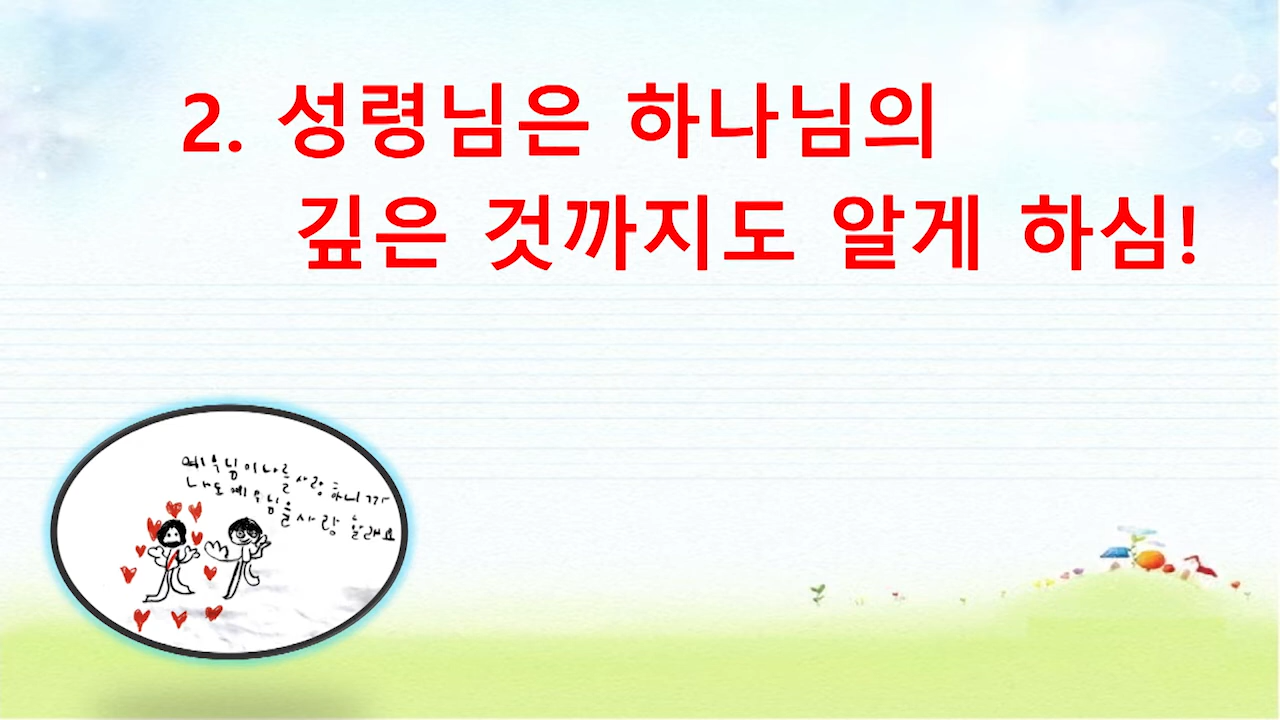 2. 성령님은 하나님의
깊은 것까지도 알게 하심!
예수님이 나를 사랑 하니까
나도 예수님을 사랑 할래요